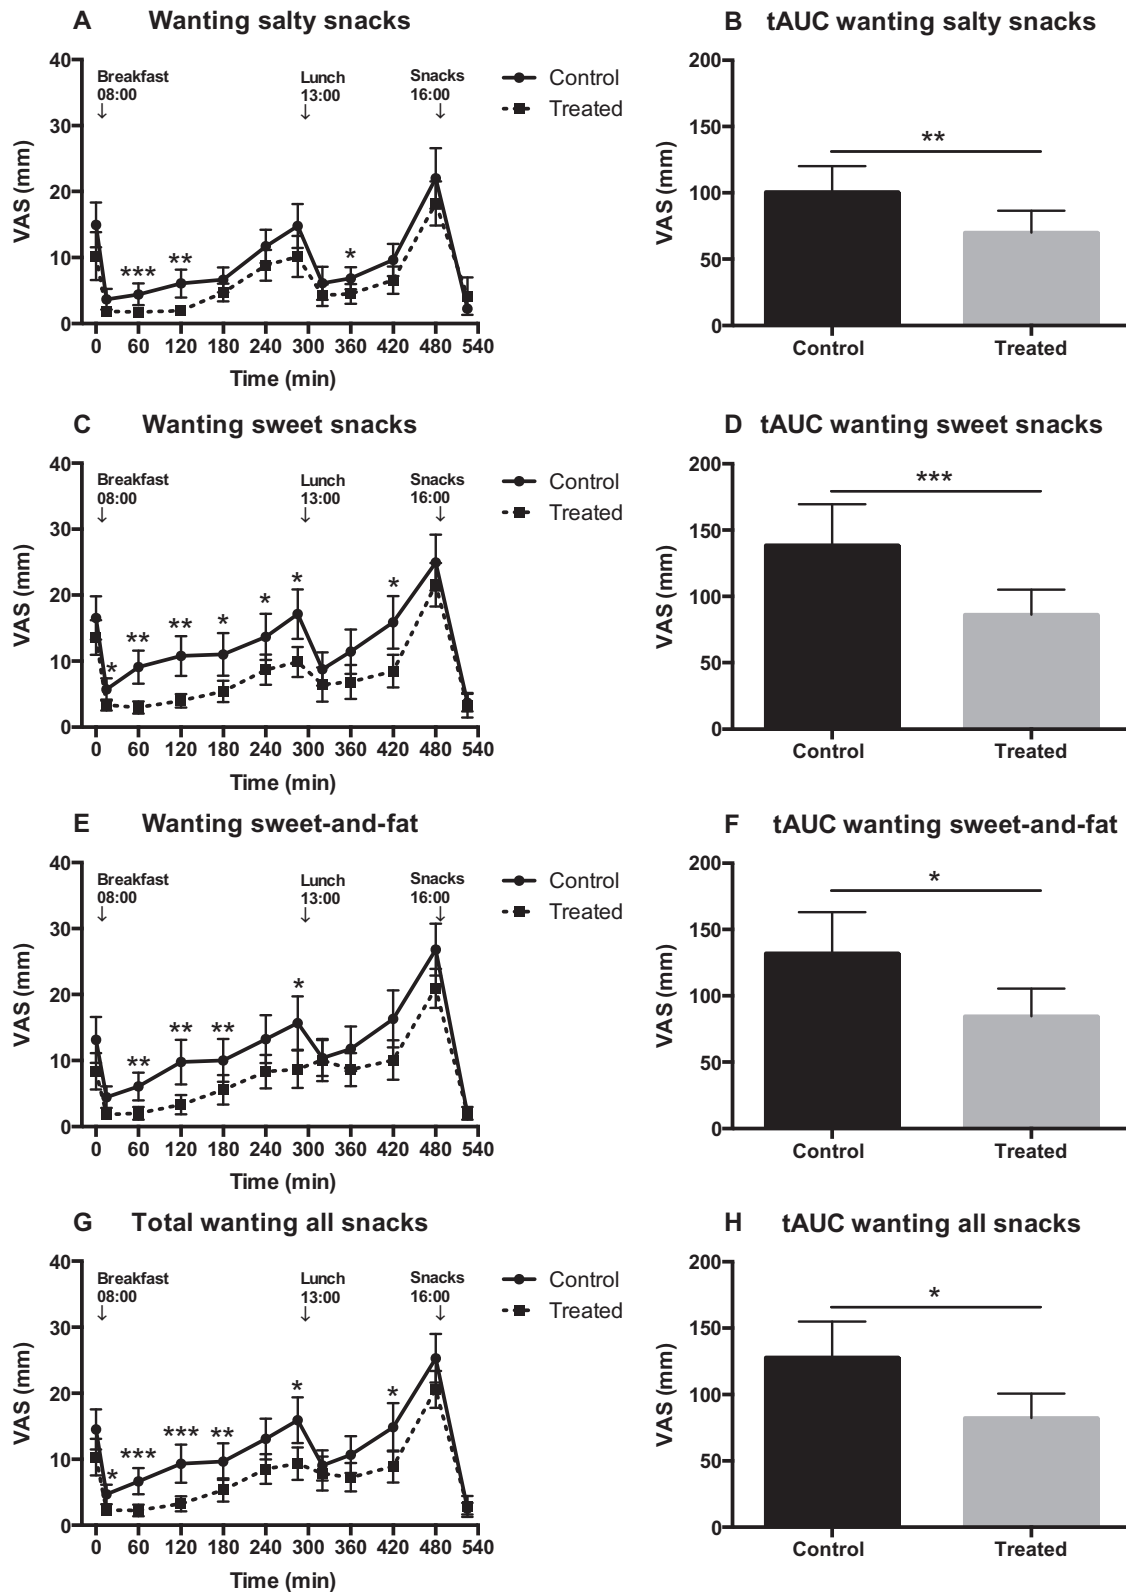 A Wanting salty snacks
VAS (mm)
40
30
20
10
0
Breakfast
08:00
↓
Lunch
13:00
↓
Snacks
16:00
↓
Control
Treated
***
**
*
0 60 120 180 240 300 360 420 480 540
Time (min)
B tAUC wanting salty snacks
VAS (mm)
200
150
100
50
0
**
Control Treated
C Wanting sweet snacks
VAS (mm)
40
30
20
10
0
Breakfast
08:00
↓
Lunch
13:00
↓
Snacks
16:00
↓
Control
Treated
*
**
**
*
*
*
*
0 60 120 180 240 300 360 420 480 540
Time (min)
D tAUC wanting sweet snacks
VAS (mm)
200
150
100
50
0
***
Control Treated
E Wanting sweet-and-fat
VAS (mm)
40
30
20
10
0
Breakfast
08:00
↓
Lunch
13:00
↓
Snacks
16:00
↓
Control
Treated
**
**
**
*
0 60 120 180 240 300 360 420 480 540
Time (min)
F tAUC wanting sweet-and-fat
VAS (mm)
200
150
100
50
0
*
Control Treated
G Total wanting all snacks
VAS (mm)
40
30
20
10
0
Breakfast
08:00
↓
Lunch
13:00
↓
Snacks
16:00
↓
Control
Treated
*
***
***
**
*
*
0 60 120 180 240 300 360 420 480 540
Time (min)
H tAUC wanting all snacks
VAS (mm)
200
150
100
50
0
*
Control Treated